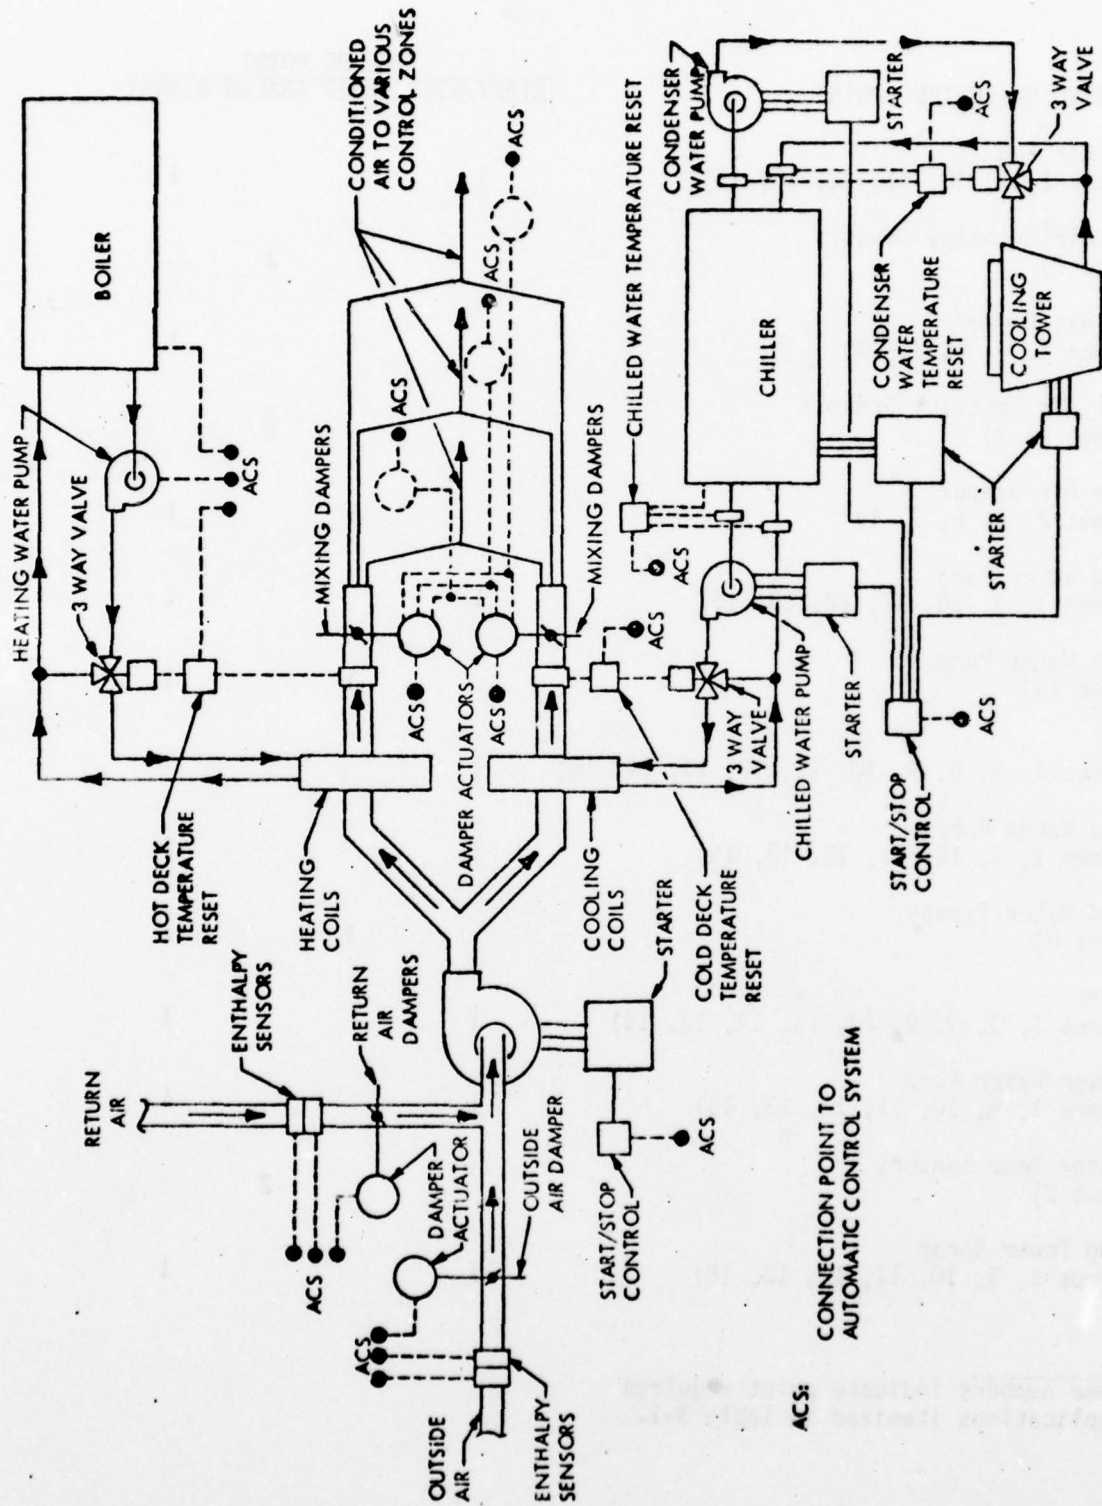 HEATING WATER PUMP
3 WAY VALVE
BOILER
HOT DECK
TEMPERATURE
RESET
ACS
CONDITIONED
AIR TO VARIOUS
CONTROL ZONES
RETURN
AIR
ENTHALPY
SENSORS
ACS
RETURN
AIR
DAMPERS
HEATING
COILS
MIXING DAMPERS
ACS
ACS
ACS
ACS
DAMPER ACTUATORS
ACS
DAMPER
ACTUATOR
ACS
OUTSIDE
AIR
ENTHALPY
SENSORS
OUTSIDE
AIR DAMPER
START/STOP
CONTROL
ACS
STARTER
COOLING
COILS
COLD DECK
TEMPERATURE
RESET
ACS
MIXING DAMPERS
3 WAY
VALVE
CHILLED WATER PUMP
ACS
CHILLED WATER TEMPERATURE RESET
CHILLER
CONDENSER
WATER PUMP
STARTER
STARTER
START/STOP
CONTROL
ACS
STARTER
CONDENSER
WATER
TEMPERATURE
RESET
ACS
3 WAY
VALVE
COOLING
TOWER
ACS:
CONNECTION POINT TO
AUTOMATIC CONTROL SYSTEM